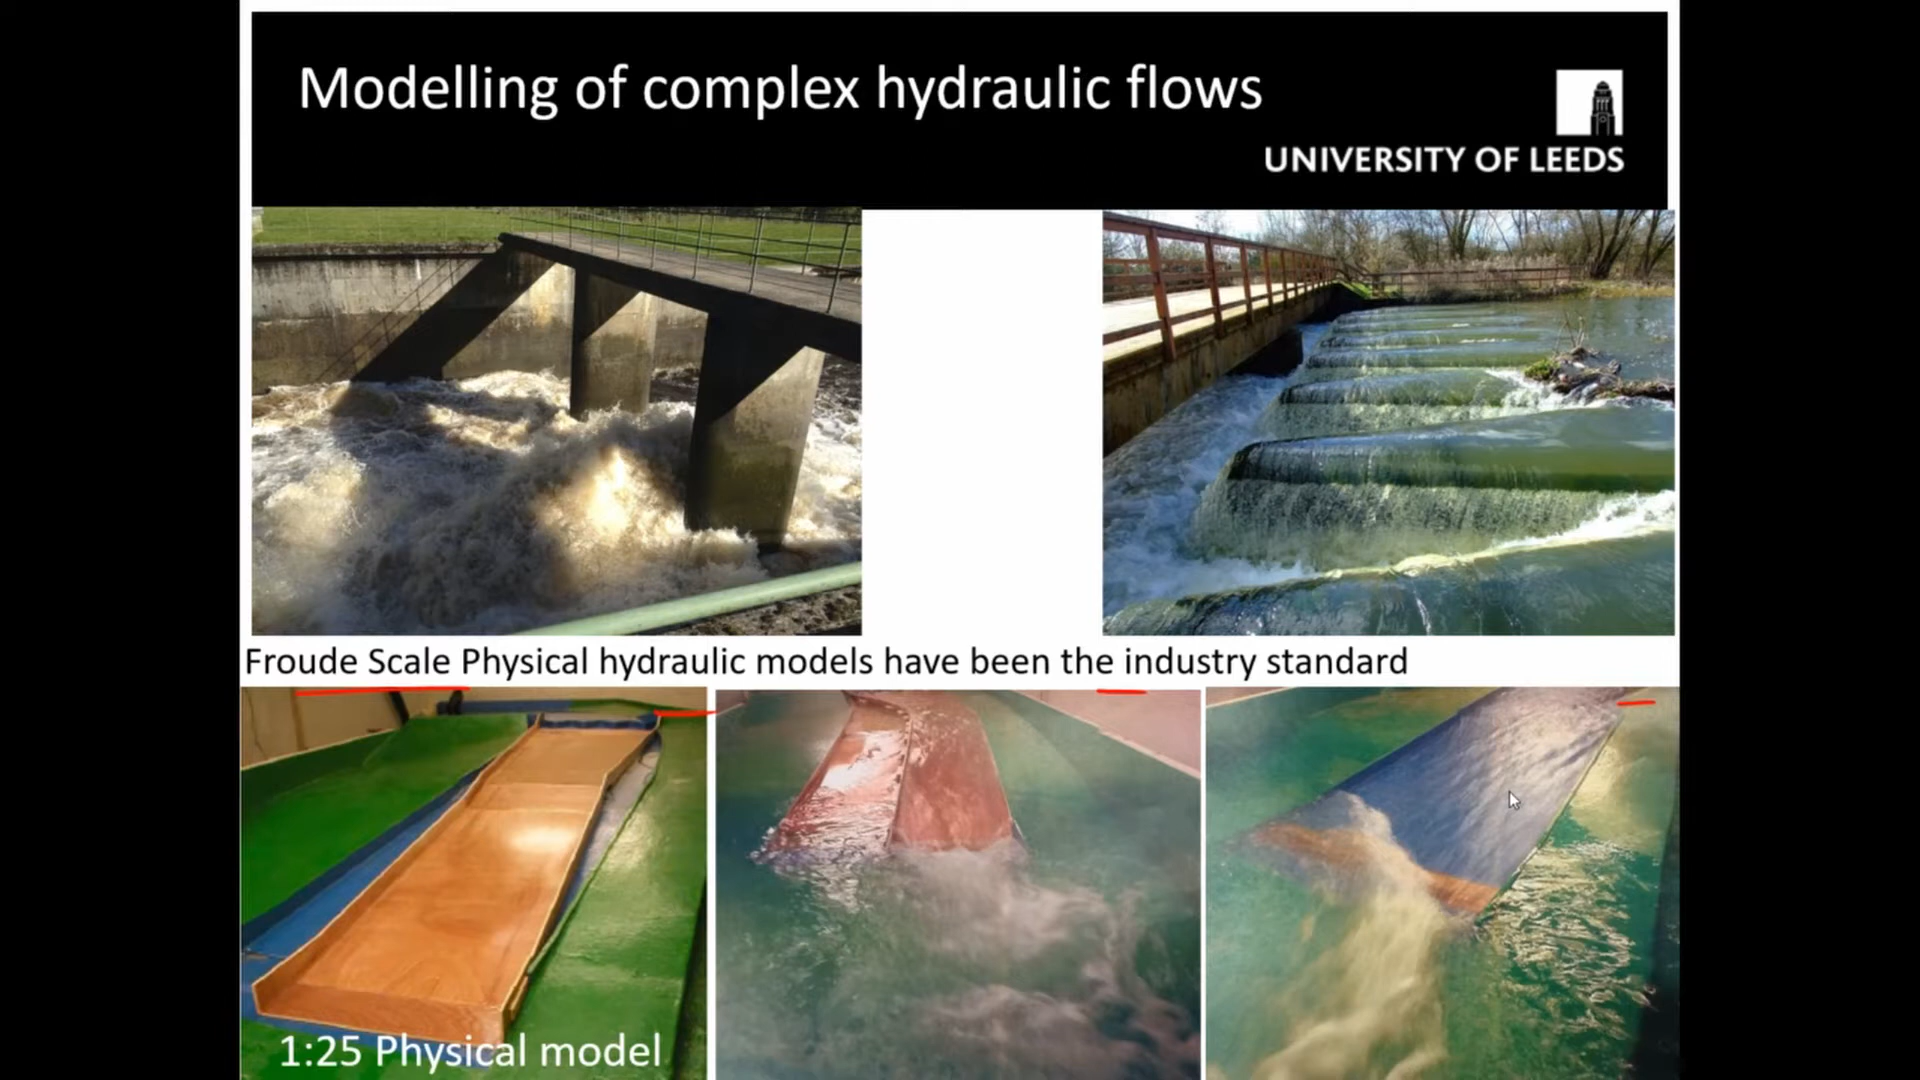 Modelling of complex hydraulic flows
UNIVERSITY OF LEEDS
Froude Scale Physical hydraulic models have been the industry standard
1:25 Physical model